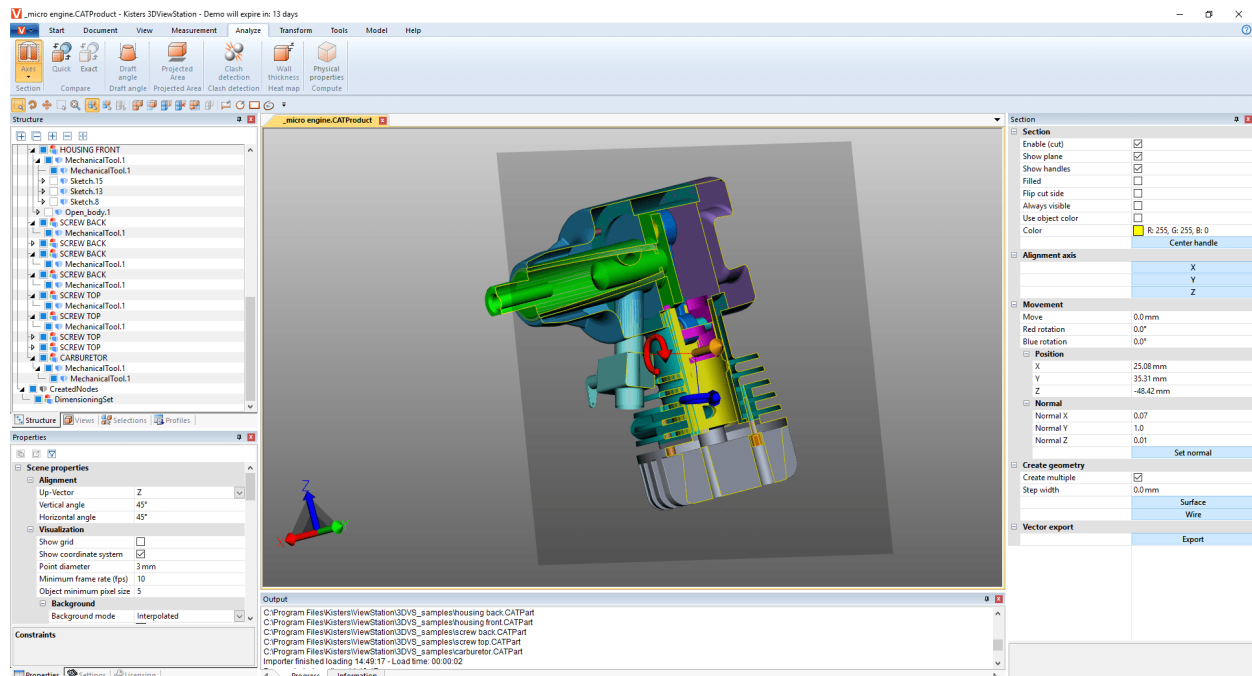 _micro engine.CATProduct - Kisters 3DViewStation - Demo will expire in: 13 days
Start Document View Measurement Analyze Transform Tools Model Help
Axes Quick Exact Draft angle Projected Area Clash detection Wall thickness Physical properties
Section Compare Draft angle Projected Area Clash detection Heat map Compute
Structure
HOUSING FRONT
MechanicalTool.1
MechanicalTool.1
Sketch.15
Sketch.13
Sketch.8
Open_body.1
SCREW BACK
MechanicalTool.1
SCREW BACK
SCREW BACK
MechanicalTool.1
SCREW BACK
MechanicalTool.1
SCREW TOP
MechanicalTool.1
SCREW TOP
MechanicalTool.1
SCREW TOP
SCREW TOP
CARBURETOR
MechanicalTool.1
MechanicalTool.1
CreatedNodes
DimensioningSet
Structure Views Selections Profiles
Properties
Scene properties
Alignment
Up-Vector Z
Vertical angle 45°
Horizontal angle 45°
Visualization
Show grid
Show coordinate system
Point diameter 3 mm
Minimum frame rate (fps) 10
Object minimum pixel size 5
Background
Background mode Interpolated
Constraints
Properties Settings Licensing
_micro engine.CATProduct
Z
Output
C:\Program Files\Kisters\ViewStation\3DVS_samples\housing back.CATPart
C:\Program Files\Kisters\ViewStation\3DVS_samples\housing front.CATPart
C:\Program Files\Kisters\ViewStation\3DVS_samples\screw back.CATPart
C:\Program Files\Kisters\ViewStation\3DVS_samples\screw top.CATPart
C:\Program Files\Kisters\ViewStation\3DVS_samples\carburetor.CATPart
Importer finished loading 14:49:17 - Load time: 00:00:02
Progress Information
Section
Section
Enable (cut)
Show plane
Show handles
Filled
Flip cut side
Always visible
Use object color
Color R: 255, G: 255, B: 0
Center handle
Alignment axis
X
Y
Z
Movement
Move 0.0 mm
Red rotation 0.0°
Blue rotation 0.0°
Position
X 25.08 mm
Y 35.31 mm
Z -48.42 mm
Normal
Normal X 0.07
Normal Y 1.0
Normal Z 0.01
Set normal
Create geometry
Create multiple
Step width 0.0 mm
Surface
Wire
Vector export
Export